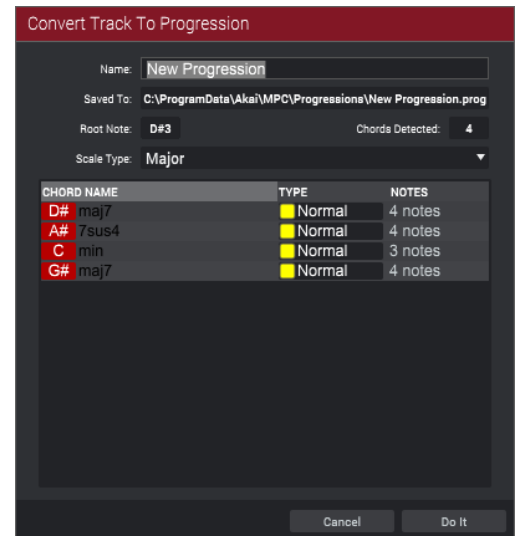 Convert Track To Progression
Name: New Progression
Saved To: C:\ProgramData\Akai\MPC\Progressions\New Progression.prog
Root Note: D#3 Chords Detected: 4
Scale Type: Major
CHORD NAME TYPE NOTES
D# maj7 Normal 4 notes
A# 7sus4 Normal 4 notes
C min Normal 3 notes
G# maj7 Normal 4 notes
Cancel Do It